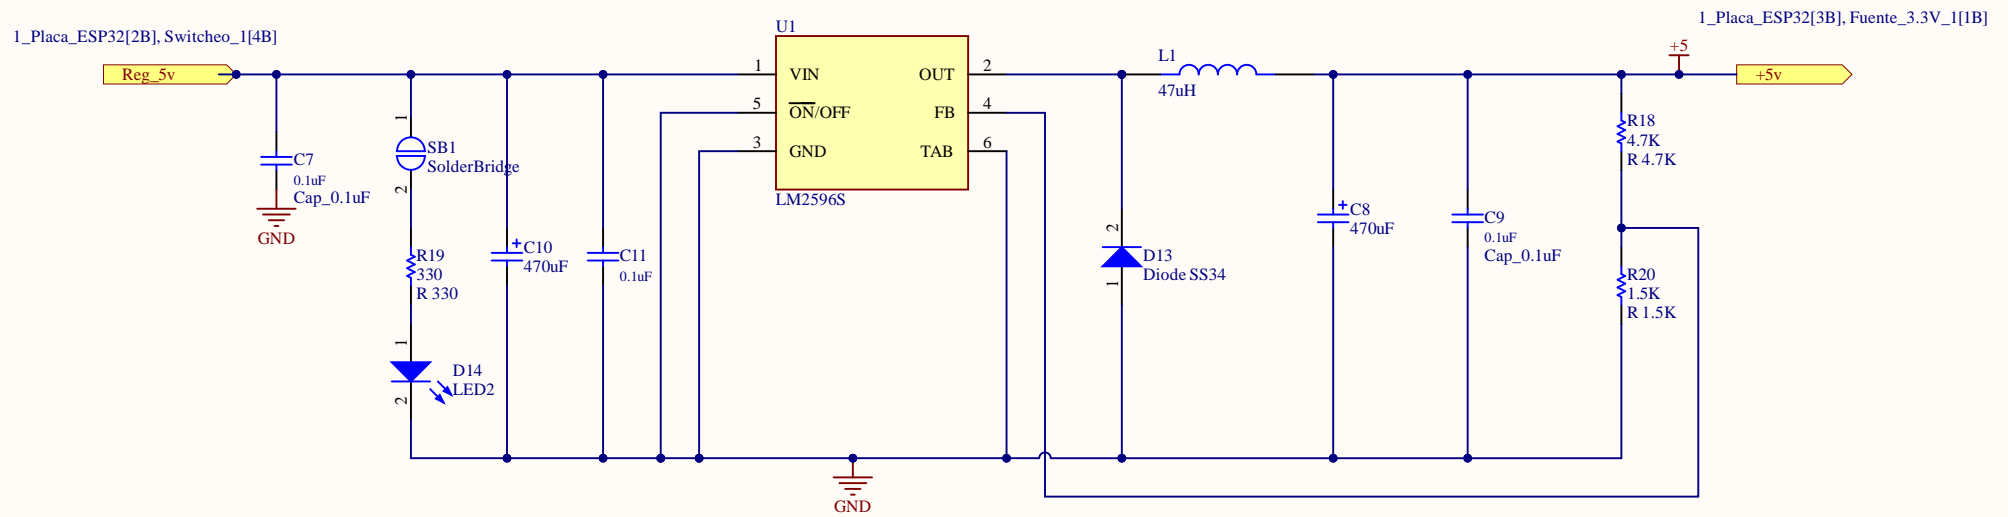 1_Placa_ESP32[2B], Switcheo_1[4B]
Reg_5v
C7
0.1uF
Cap_0.1uF
GND
1
SB1
SolderBridge
2
R19
330
R 330
1
D14
LED2
2
+
C10
470uF
C11
0.1uF
U1
1
VIN
OUT
2
5
ON/OFF
FB
4
3
GND
TAB
6
LM2596S
GND
2
D13
Diode SS34
1
L1
47uH
+
C8
470uF
C9
0.1uF
Cap_0.1uF
1_Placa_ESP32[3B], Fuente_3.3V_1[1B]
+5
+5v
R18
4.7K
R 4.7K
R20
1.5K
R 1.5K